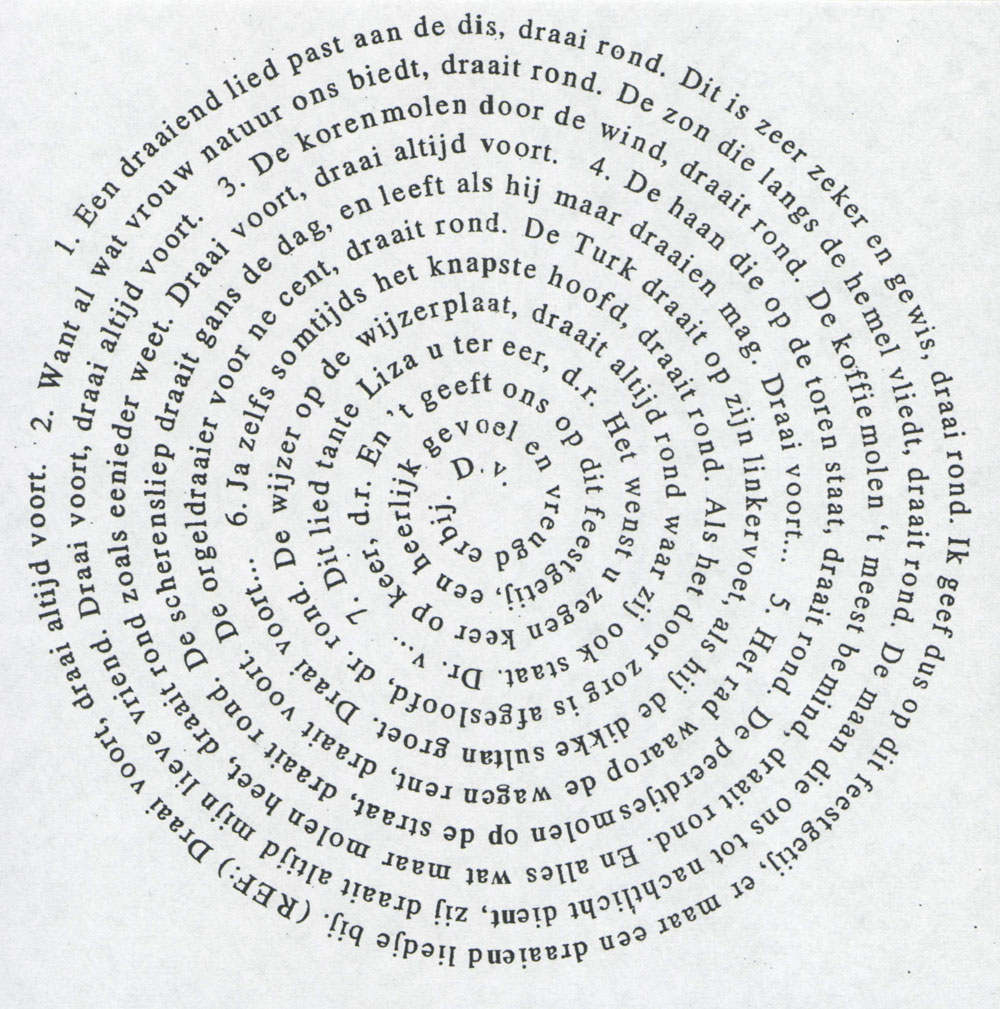 1. Een draaiend lied past aan de dis, draai rond. Dit is zeer zeker en gewis, draai rond. Ik geef dus op dit feestgetij, er maar een draaiend liedje bij. (REF:) Draai voort, draai altijd voort.
2. Want al wat vrouw natuur ons biedt, draait rond. De zon die langs de hemel vliedt, draait rond. De maan die ons tot nachtlicht dient, zij draait altijd mijn lieve vriend. Draai voort, draai altijd voort.
3. De korenmolen door de wind, draait rond. De koffiemolen 't meest bemind, draait rond. En alles wat maar molen heet, draait rond zoals eenieder weet. Draai voort, draai altijd voort.
4. De haan die op de toren staat, draait rond. De peerdtjesmolen op de straat, draait rond. De scherensliep draait gans de dag, en leeft als hij maar draaien mag. Draai voort...
5. Het rad waarop de wagen rent, draait voort. De orgeldraaier voor ne cent, draait rond. De Turk draait op zijn linkervoet, als hij de dikke sultan groet. Draai voort...
6. Ja zelfs somtijds het knapste hoofd, draait rond. Als het door zorg is afgesloofd, dr. rond. De wijzer op de wijzerplaat, draait altijd rond waar zij ook staat. Dr. v...
7. Dit lied tante Liza u ter eer, d.r. Het wenst u zegen keer op keer, d.r. En 't geeft ons op dit feestgetij, een heerlijk gevoel en vreugd erbij. D.v.